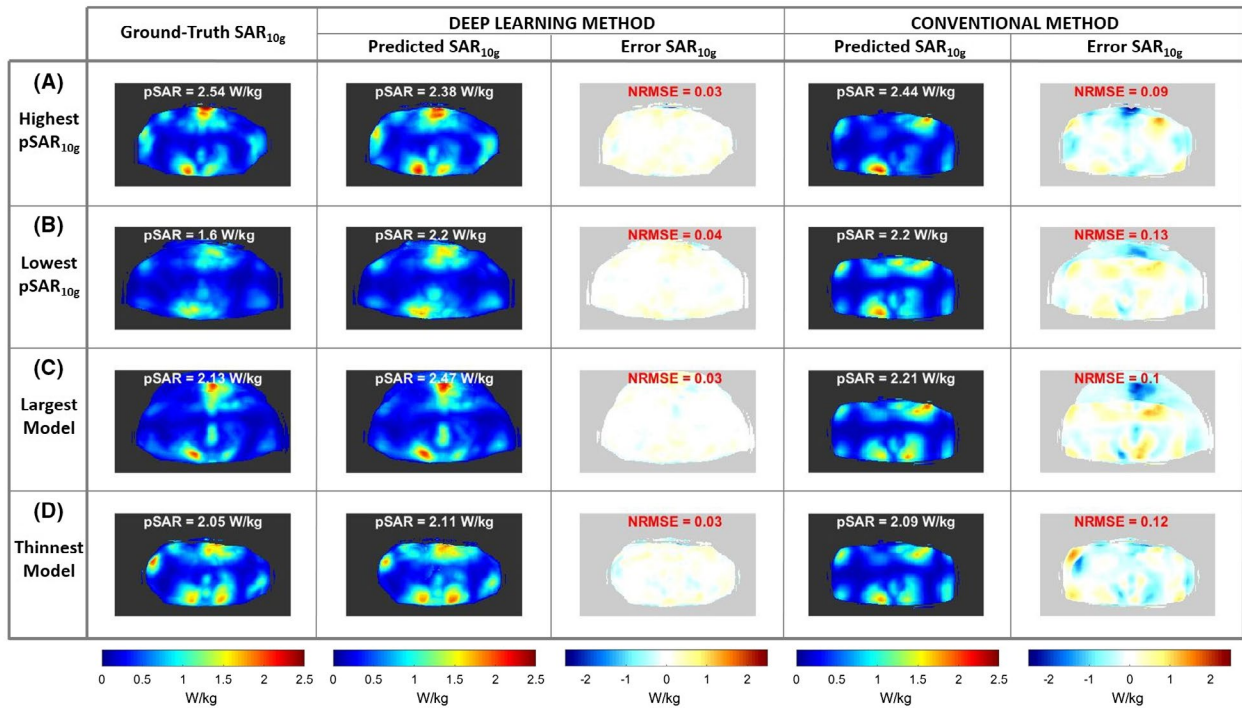 Ground-Truth SAR10g
DEEP LEARNING METHOD
CONVENTIONAL METHOD
Predicted SAR10g
Error SAR10g
Predicted SAR10g
Error SAR10g
(A)
Highest
pSAR10g
pSAR = 2.54 W/kg
pSAR = 2.38 W/kg
NRMSE = 0.03
pSAR = 2.44 W/kg
NRMSE = 0.09
(B)
Lowest
pSAR10g
pSAR = 1.6 W/kg
pSAR = 2.2 W/kg
NRMSE = 0.04
pSAR = 2.2 W/kg
NRMSE = 0.13
(C)
Largest
Model
pSAR = 2.13 W/kg
pSAR = 2.47 W/kg
NRMSE = 0.03
pSAR = 2.21 W/kg
NRMSE = 0.1
(D)
Thinnest
Model
pSAR = 2.05 W/kg
pSAR = 2.11 W/kg
NRMSE = 0.03
pSAR = 2.09 W/kg
NRMSE = 0.12
0 0.5 1 1.5 2 2.5
W/kg
0 0.5 1 1.5 2 2.5
W/kg
-2 -1 0 1 2
W/kg
0 0.5 1 1.5 2 2.5
W/kg
-2 -1 0 1 2
W/kg